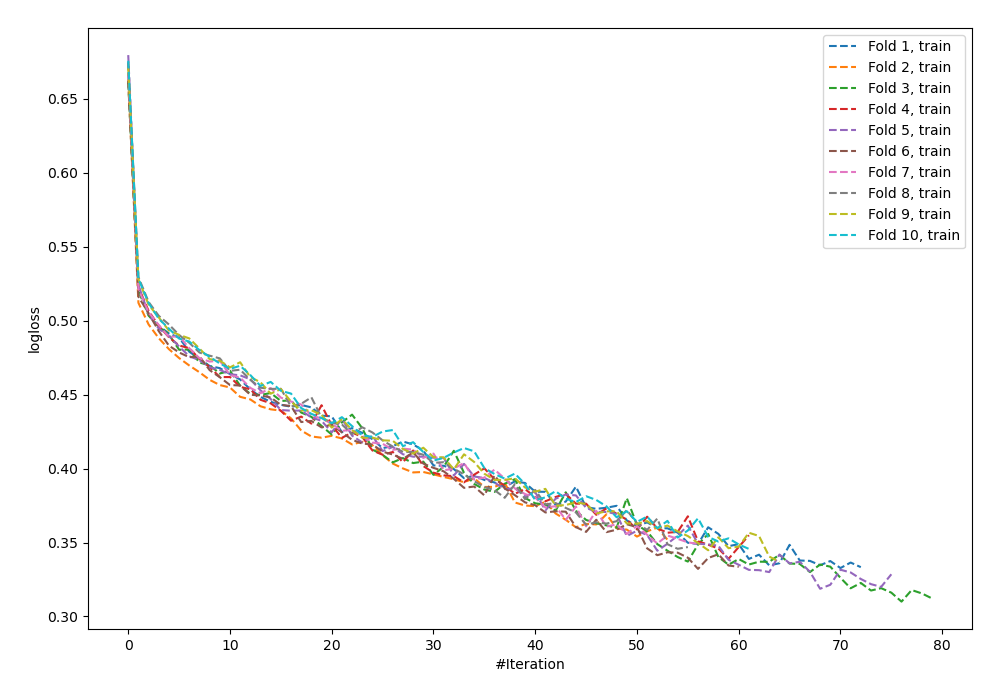 0.65
0.60
0.55
0.50
0.45
0.40
0.35
0.30
logloss
0 10 20 30 40 50 60 70 80
#Iteration
Fold 1, train
Fold 2, train
Fold 3, train
Fold 4, train
Fold 5, train
Fold 6, train
Fold 7, train
Fold 8, train
Fold 9, train
Fold 10, train